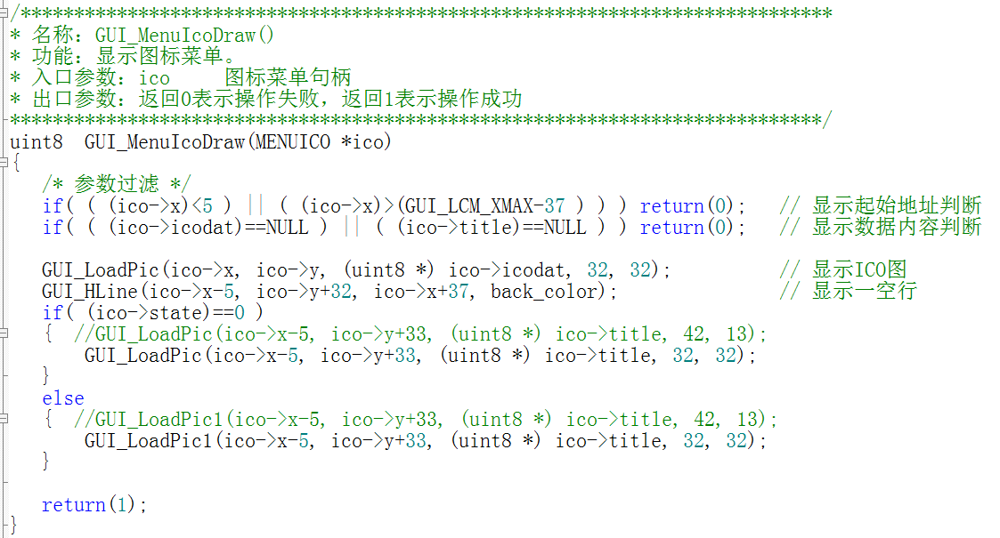 /****************************************************************************
* 名称：GUI_MenuIcoDraw()
* 功能：显示图标菜单。
* 入口参数：ico     图标菜单句柄
* 出口参数：返回0表示操作失败，返回1表示操作成功
****************************************************************************/
uint8  GUI_MenuIcoDraw(MENUICO *ico)
{
   /* 参数过滤 */
   if( ( (ico->x)<5 ) || ( (ico->x)>(GUI_LCM_XMAX-37 ) ) ) return(0);   // 显示起始地址判断
   if( ( (ico->icodat)==NULL ) || ( (ico->title)==NULL ) ) return(0);   // 显示数据内容判断
   GUI_LoadPic(ico->x, ico->y, (uint8 *) ico->icodat, 32, 32);          // 显示ICO图
   GUI_HLine(ico->x-5, ico->y+32, ico->x+37, back_color);               // 显示一空行
   if( (ico->state)==0 )
   {  //GUI_LoadPic(ico->x-5, ico->y+33, (uint8 *) ico->title, 42, 13);
       GUI_LoadPic(ico->x-5, ico->y+33, (uint8 *) ico->title, 32, 32);
   }
   else
   {  //GUI_LoadPic1(ico->x-5, ico->y+33, (uint8 *) ico->title, 42, 13);
       GUI_LoadPic1(ico->x-5, ico->y+33, (uint8 *) ico->title, 32, 32);
   }
   return(1);
}